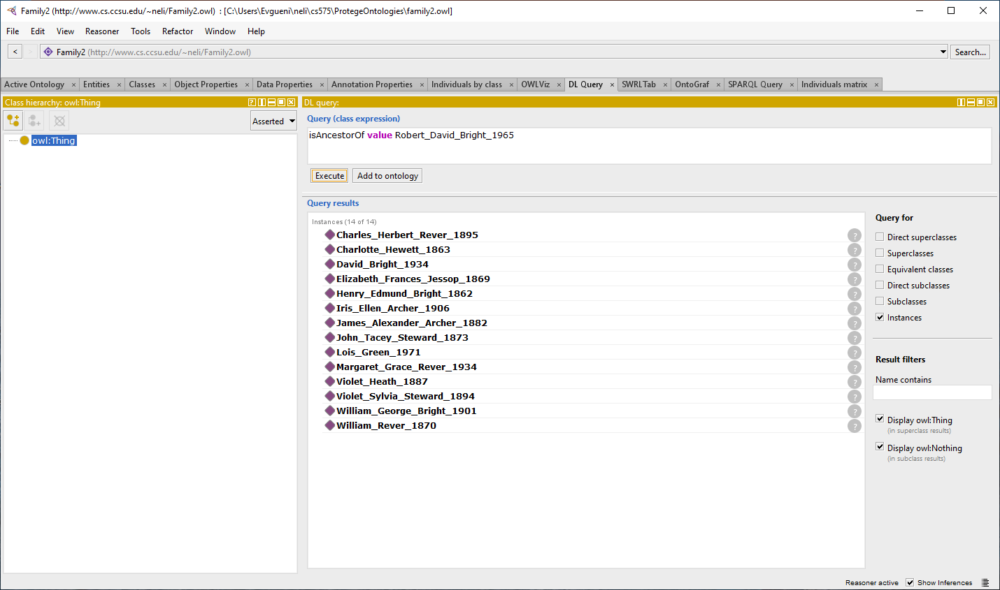 Family2 (http://www.cs.ccsu.edu/~neli/Family2.owl) : [C:\Users\Evgueni\neli\cs575\ProtegeOntologies\family2.owl]
File Edit View Reasoner Tools Refactor Window Help
< > Family2 (http://www.cs.ccsu.edu/~neli/Family2.owl) Search...
Active Ontology × Entities × Classes × Object Properties × Data Properties × Annotation Properties × Individuals by class × OWLViz × DL Query × SWRLTab × OntoGraf × SPARQL Query × Individuals matrix ×
Class hierarchy: owl:Thing
Asserted
owl:Thing
DL query:
Query (class expression)
isAncestorOf value Robert_David_Bright_1965
Execute Add to ontology
Query results
Instances (14 of 14)
Charles_Herbert_Rever_1895
Charlotte_Hewett_1863
David_Bright_1934
Elizabeth_Frances_Jessop_1869
Henry_Edmund_Bright_1862
Iris_Ellen_Archer_1906
James_Alexander_Archer_1882
John_Tacey_Steward_1873
Lois_Green_1971
Margaret_Grace_Rever_1934
Violet_Heath_1887
Violet_Sylvia_Steward_1894
William_George_Bright_1901
William_Rever_1870
Query for
Direct superclasses
Superclasses
Equivalent classes
Direct subclasses
Subclasses
Instances
Result filters
Name contains
Display owl:Thing
(in superclass results)
Display owl:Nothing
(in subclass results)
Reasoner active Show Inferences